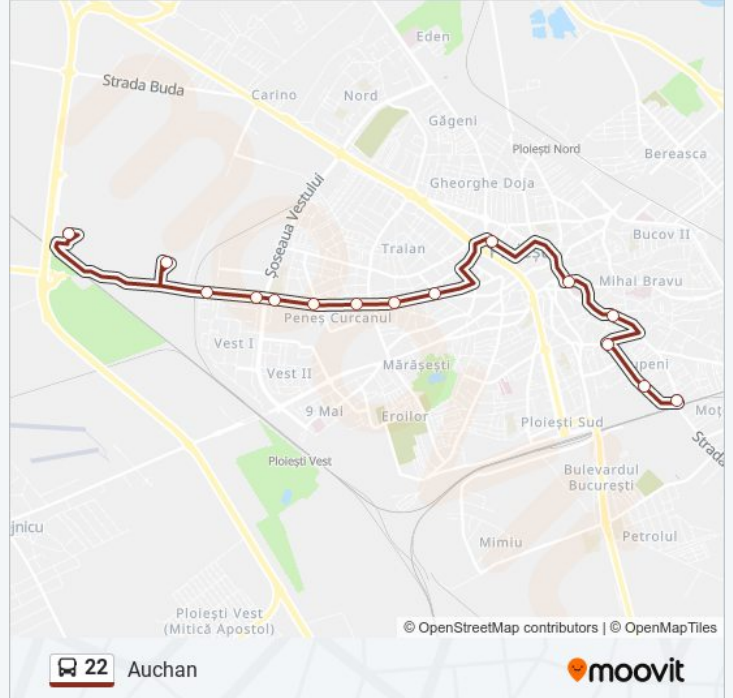 Eden
Strada Buda
Carino
Nord
Găgeni
Ploiești Nord
Bereasca
Gheorghe Doja
Șoseaua Vestului
Traian
Bucov II
Mihai Bravu
Peneș Curcanul
Vest I
Vest II
Mărășești
9 Mai
Eroilor
Ploiești Sud
Strada
Ploiești Vest
Bulevardul
București
Mimiu
Petrolul
Ploiești Vest
(Mitică Apostol)
© OpenStreetMap contributors | © OpenMapTiles
22 Auchan
moovit